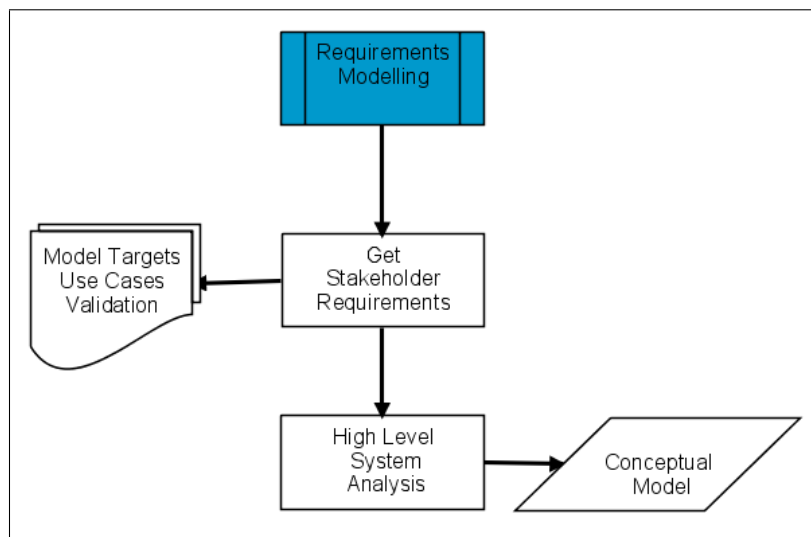 Requirements
Modelling
Model Targets
Use Cases
Validation
Get
Stakeholder
Requirements
High Level
System
Analysis
Conceptual
Model